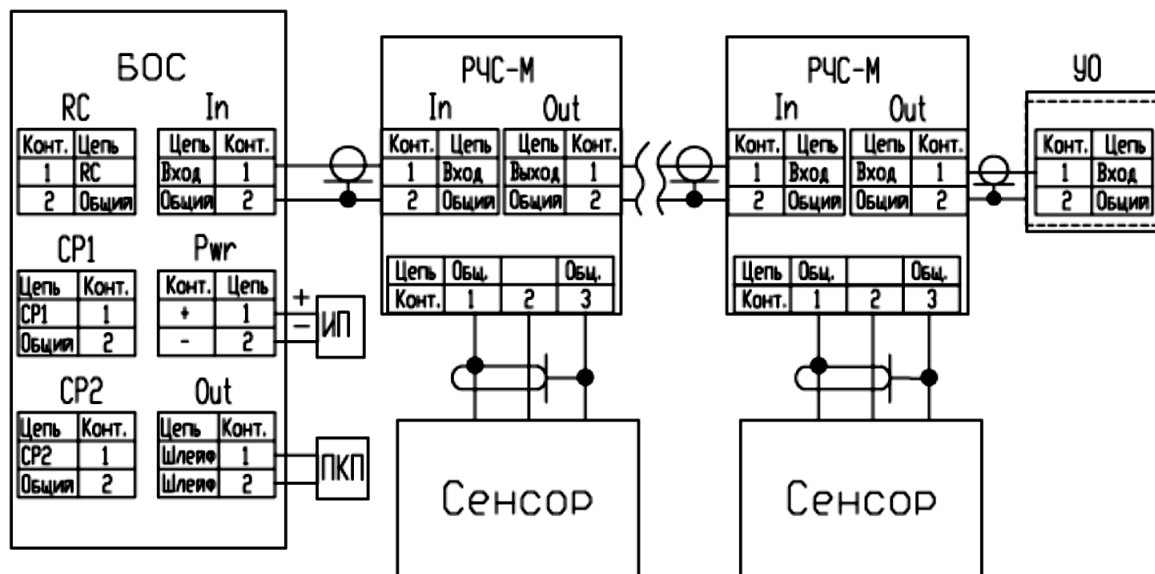 БОС
RC In
Конт. Цепь Цепь Конт.
1 RC Вход 1
2 Общий Общий 2
CP1 Pwr
Цепь Конт. Конт. Цепь
CP1 1 + 1
Общий 2 - 2
+
- ИП
CP2 Out
Цепь Конт. Цепь Конт.
CP2 1 Шлейф 1
Общий 2 Шлейф 2
ПКП
РЧС-М
In Out
Конт. Цепь Цепь Конт.
1 Вход Выход 1
2 Общий Общий 2
Цепь Общ. Общ.
Конт. 1 2 3
Сенсор
РЧС-М
In Out
Конт. Цепь Цепь Конт.
1 Вход Вход 1
2 Общий Общий 2
Цепь Общ. Общ.
Конт. 1 2 3
Сенсор
УО
Конт. Цепь
1 Вход
2 Общий